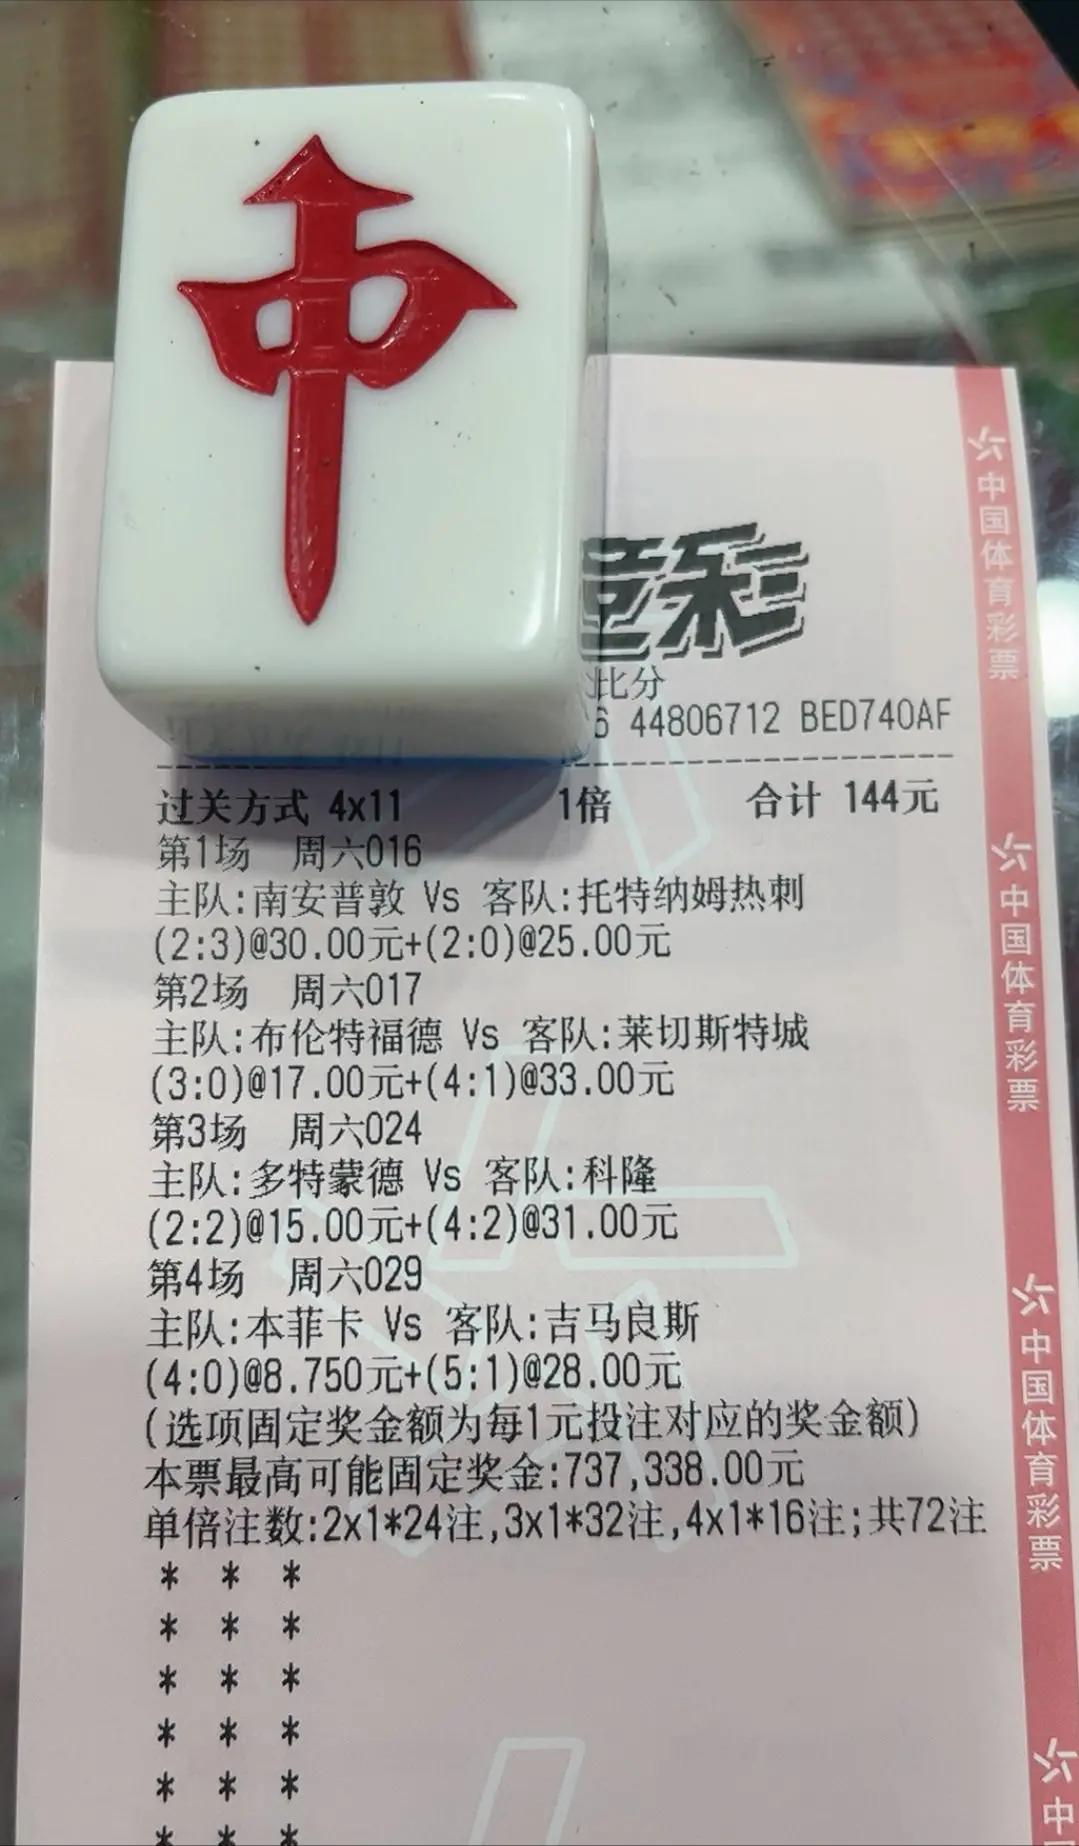 中
竞彩
比分
6 44806712 BED740AF
过关方式 4x11 1倍 合计 144元
第1场 周六016
主队:南安普敦 Vs 客队:托特纳姆热刺
(2:3)@30.00元+(2:0)@25.00元
第2场 周六017
主队:布伦特福德 Vs 客队:莱切斯特城
(3:0)@17.00元+(4:1)@33.00元
第3场 周六024
主队:多特蒙德 Vs 客队:科隆
(2:2)@15.00元+(4:2)@31.00元
第4场 周六029
主队:本菲卡 Vs 客队:吉马良斯
(4:0)@8.750元+(5:1)@28.00元
(选项固定奖金额为每1元投注对应的奖金额)
本票最高可能固定奖金:737,338.00元
单倍注数:2x1*24注,3x1*32注,4x1*16注;共72注
* * *
* * *
* * *
* * *
* * *
* * *
中国体育彩票
中国体育彩票
中国体育彩票
中